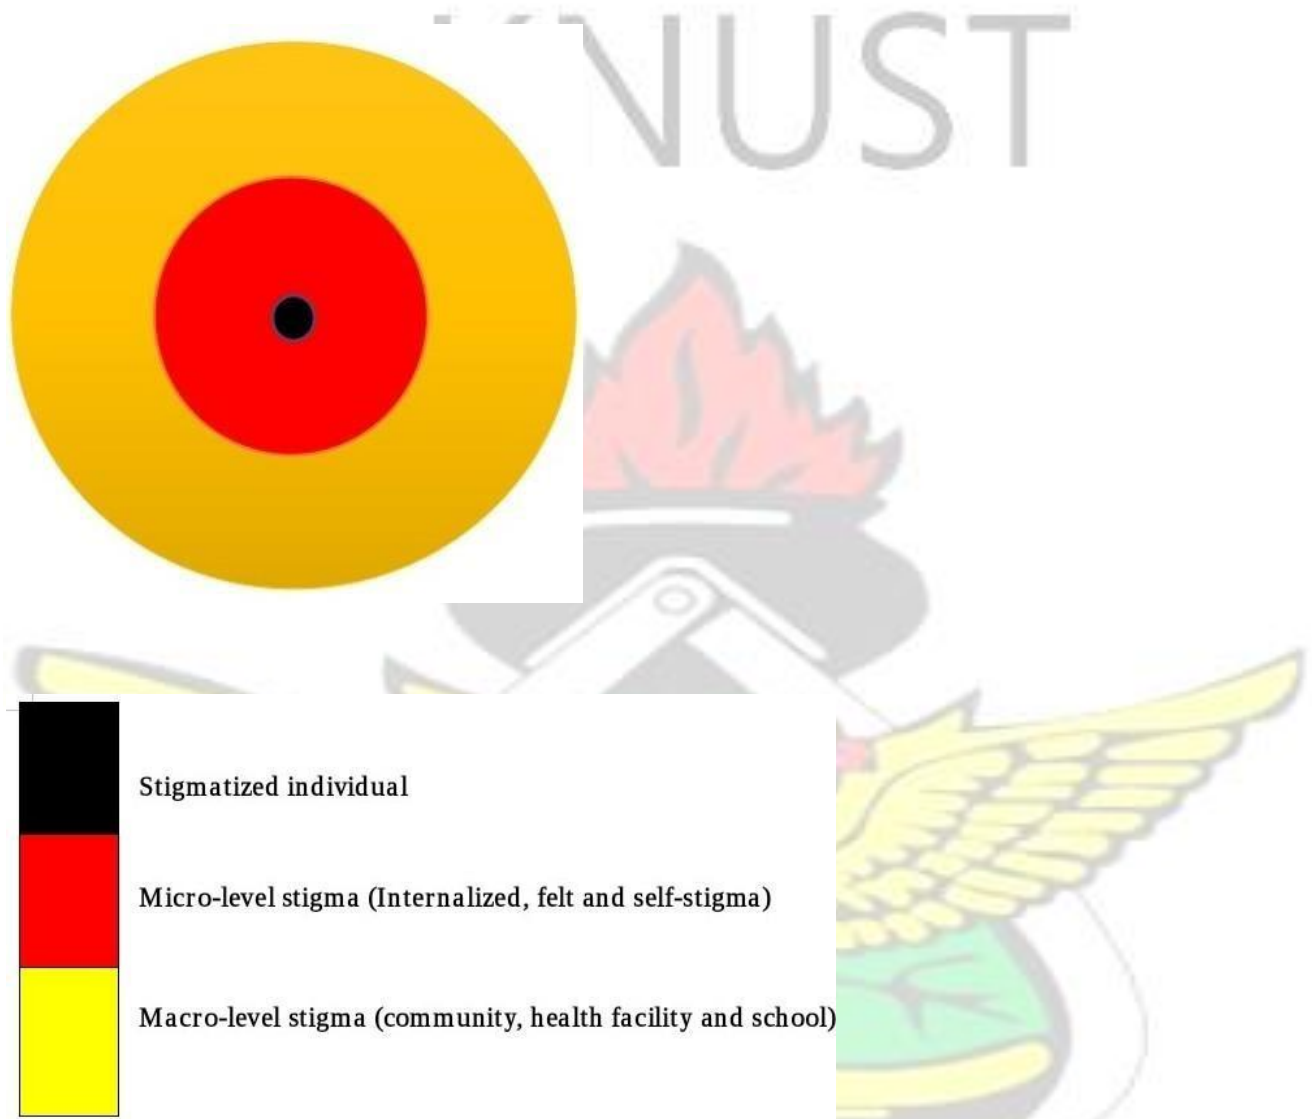 KNUST
Stigmatized individual
Micro-level stigma (Internalized, felt and self-stigma)
Macro-level stigma (community, health facility and school)